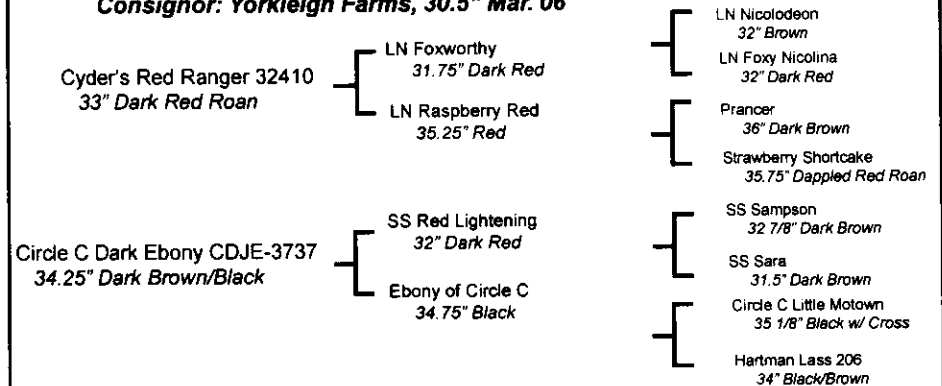 Consignor: Yorkleigh Farms, 30.5" Mar. 06
Cyder's Red Ranger 32410
33" Dark Red Roan
LN Foxworthy
31.75" Dark Red
LN Raspberry Red
35.25" Red
LN Nicolodeon
32" Brown
LN Foxy Nicolina
32" Dark Red
Prancer
36" Dark Brown
Strawberry Shortcake
35.75" Dappled Red Roan
Circle C Dark Ebony CDJE-3737
34.25" Dark Brown/Black
SS Red Lightening
32" Dark Red
Ebony of Circle C
34.75" Black
SS Sampson
32 7/8" Dark Brown
SS Sara
31.5" Dark Brown
Circle C Little Motown
35 1/8" Black w/ Cross
Hartman Lass 206
34" Black/Brown